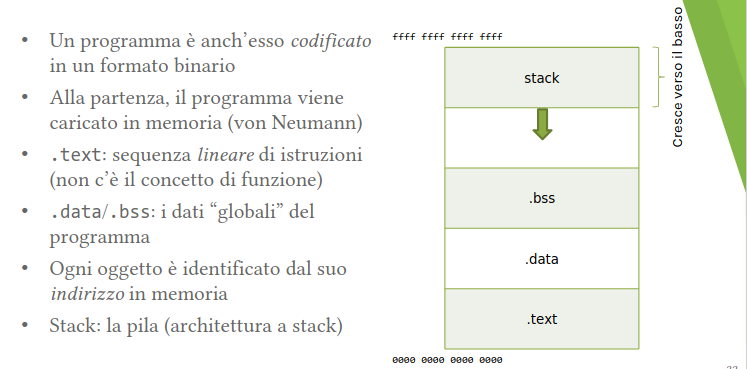 • Un programma è anch’esso codificato
in un formato binario
• Alla partenza, il programma viene
caricato in memoria (von Neumann)
• .text: sequenza lineare di istruzioni
(non c’è il concetto di funzione)
• .data/.bss: i dati “globali” del
programma
• Ogni oggetto è identificato dal suo
indirizzo in memoria
• Stack: la pila (architettura a stack)
ffff ffff ffff ffff
stack
Cresce verso il basso
.bss
.data
.text
0000 0000 0000 0000